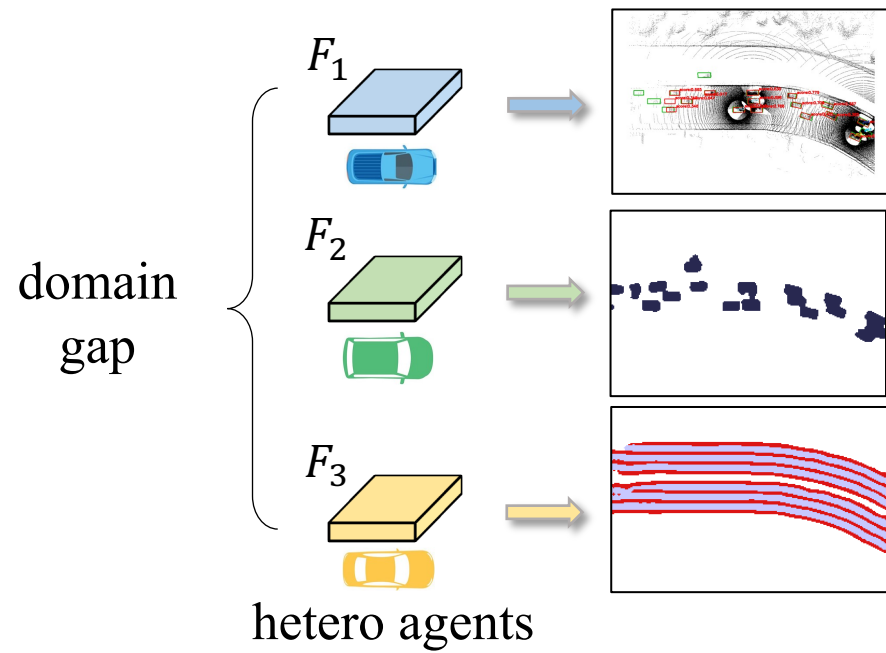 F₁
F₂
domain
gap
F₃
hetero agents